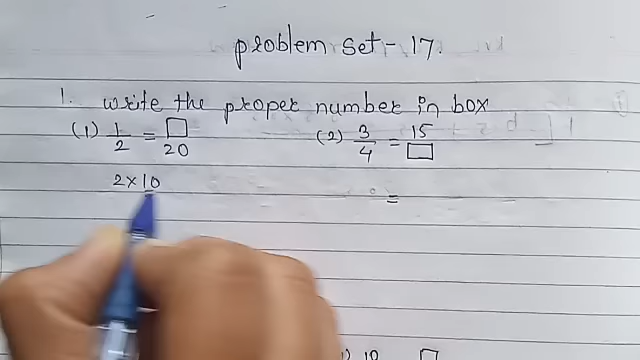 problem set - 17.
1. write the proper number in box
(1) 1/2 = □/20 (2) 3/4 = 15/□
2 × 10
=
10 □